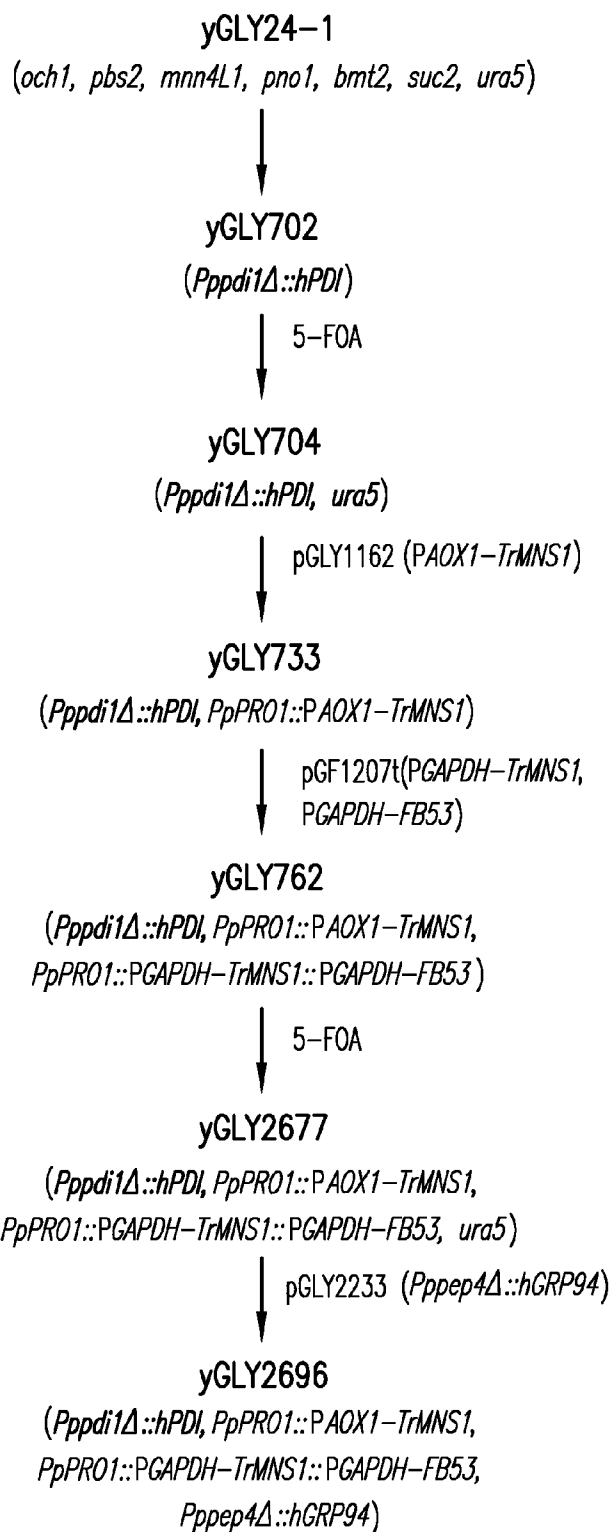 yGLY24-1
(och1, pbs2, mnn4L1, pno1, bmt2, suc2, ura5)
yGLY702
(Pppdi1Δ::hPDI)
5-FOA
yGLY704
(Pppdi1Δ::hPDI, ura5)
pGLY1162 (PAOX1-TrMNS1)
yGLY733
(Pppdi1Δ::hPDI, PpPRO1::PAOX1-TrMNS1)
pGF1207t(PGAPDH-TrMNS1,
PGAPDH-FB53)
yGLY762
(Pppdi1Δ::hPDI, PpPRO1::PAOX1-TrMNS1,
PpPRO1::PGAPDH-TrMNS1::PGAPDH-FB53)
5-FOA
yGLY2677
(Pppdi1Δ::hPDI, PpPRO1::PAOX1-TrMNS1,
PpPRO1::PGAPDH-TrMNS1::PGAPDH-FB53, ura5)
pGLY2233 (Pppep4Δ::hGRP94)
yGLY2696
(Pppdi1Δ::hPDI, PpPRO1::PAOX1-TrMNS1,
PpPRO1::PGAPDH-TrMNS1::PGAPDH-FB53,
Pppep4Δ::hGRP94)